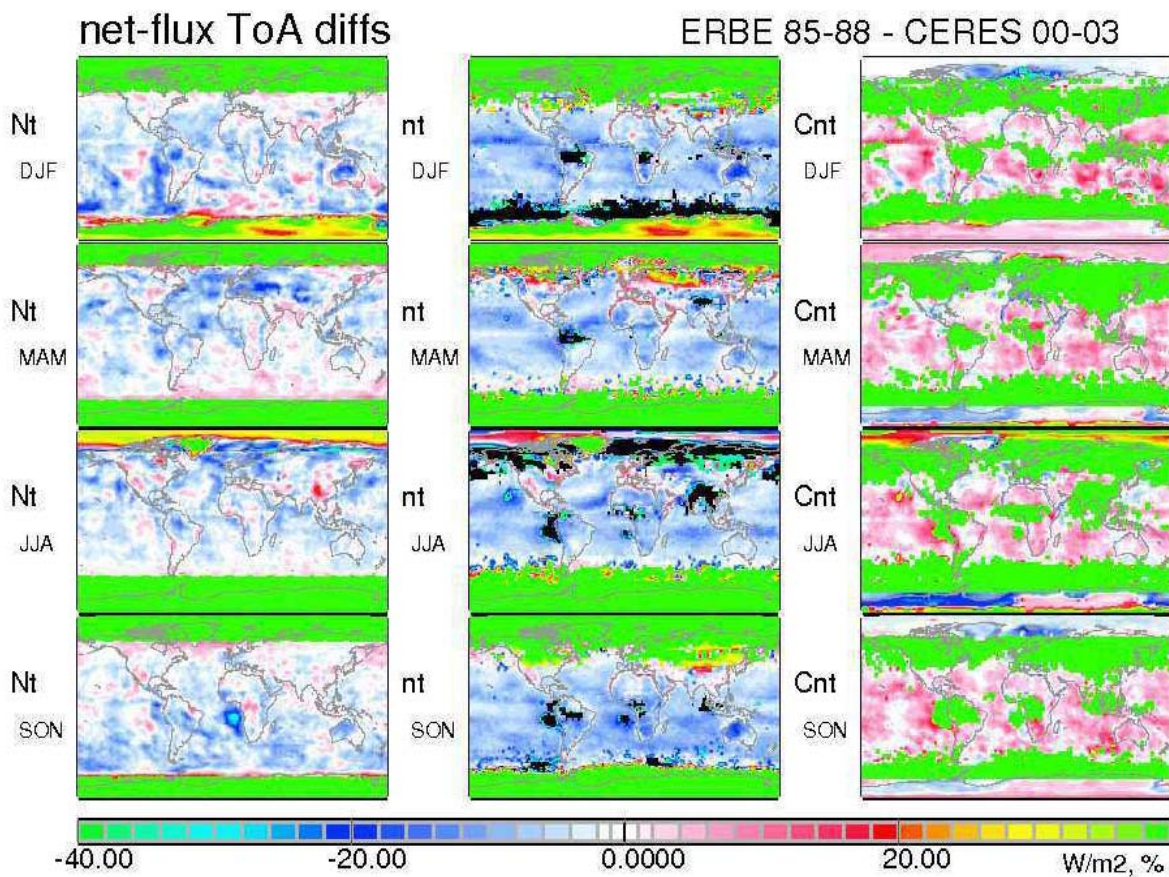 net-flux ToA diffs ERBE 85-88 - CERES 00-03
Nt nt Cnt
DJF DJF DJF
Nt nt Cnt
MAM MAM MAM
Nt nt Cnt
JJA JJA JJA
Nt nt Cnt
SON SON SON
-40.00 -20.00 0.0000 20.00 W/m2, %